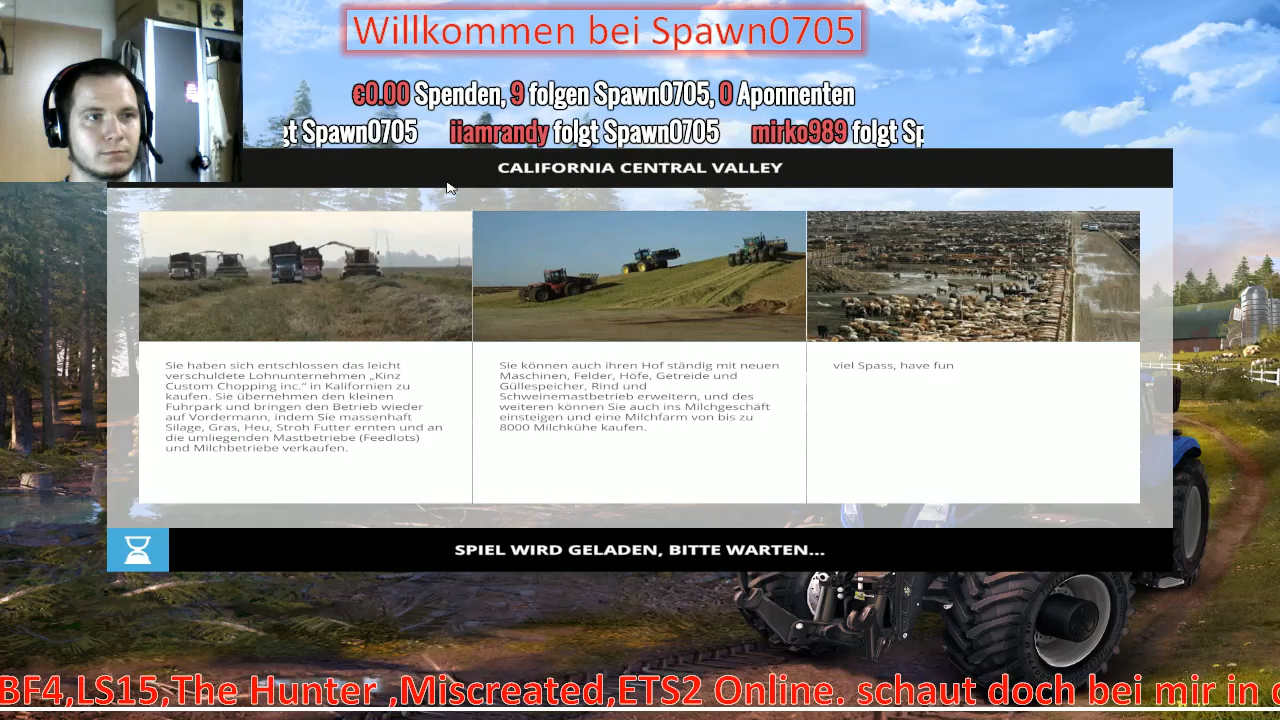 Willkommen bei Spawn0705
€0.00 Spenden, 9 folgen Spawn0705, 0 Aponnenten
gt Spawn0705 iiamrandy folgt Spawn0705 mirko989 folgt Sp
CALIFORNIA CENTRAL VALLEY
Sie haben sich entschlossen das leicht
verschuldete Lohnunternehmen „Kinz
Custom Chopping inc.“ in Kalifornien zu
kaufen. Sie übernehmen den kleinen
Fuhrpark und bringen den Betrieb wieder
auf Vordermann, indem Sie massenhaft
Silage, Gras, Heu, Stroh Futter ernten und an
die umliegenden Mastbetriebe (Feedlots)
und Milchbetriebe verkaufen.
Sie können auch ihren Hof ständig mit neuen
Maschinen, Felder, Höfe, Getreide und
Güllespeicher, Rind und
Schweinemastbetrieb erweitern, und des
weiteren können Sie auch ins Milchgeschäft
einsteigen und eine Milchfarm von bis zu
8000 Milchkühe kaufen.
viel Spass, have fun
SPIEL WIRD GELADEN, BITTE WARTEN...
BF4,LS15,The Hunter ,Miscreated,ETS2 Online. schaut doch bei mir in